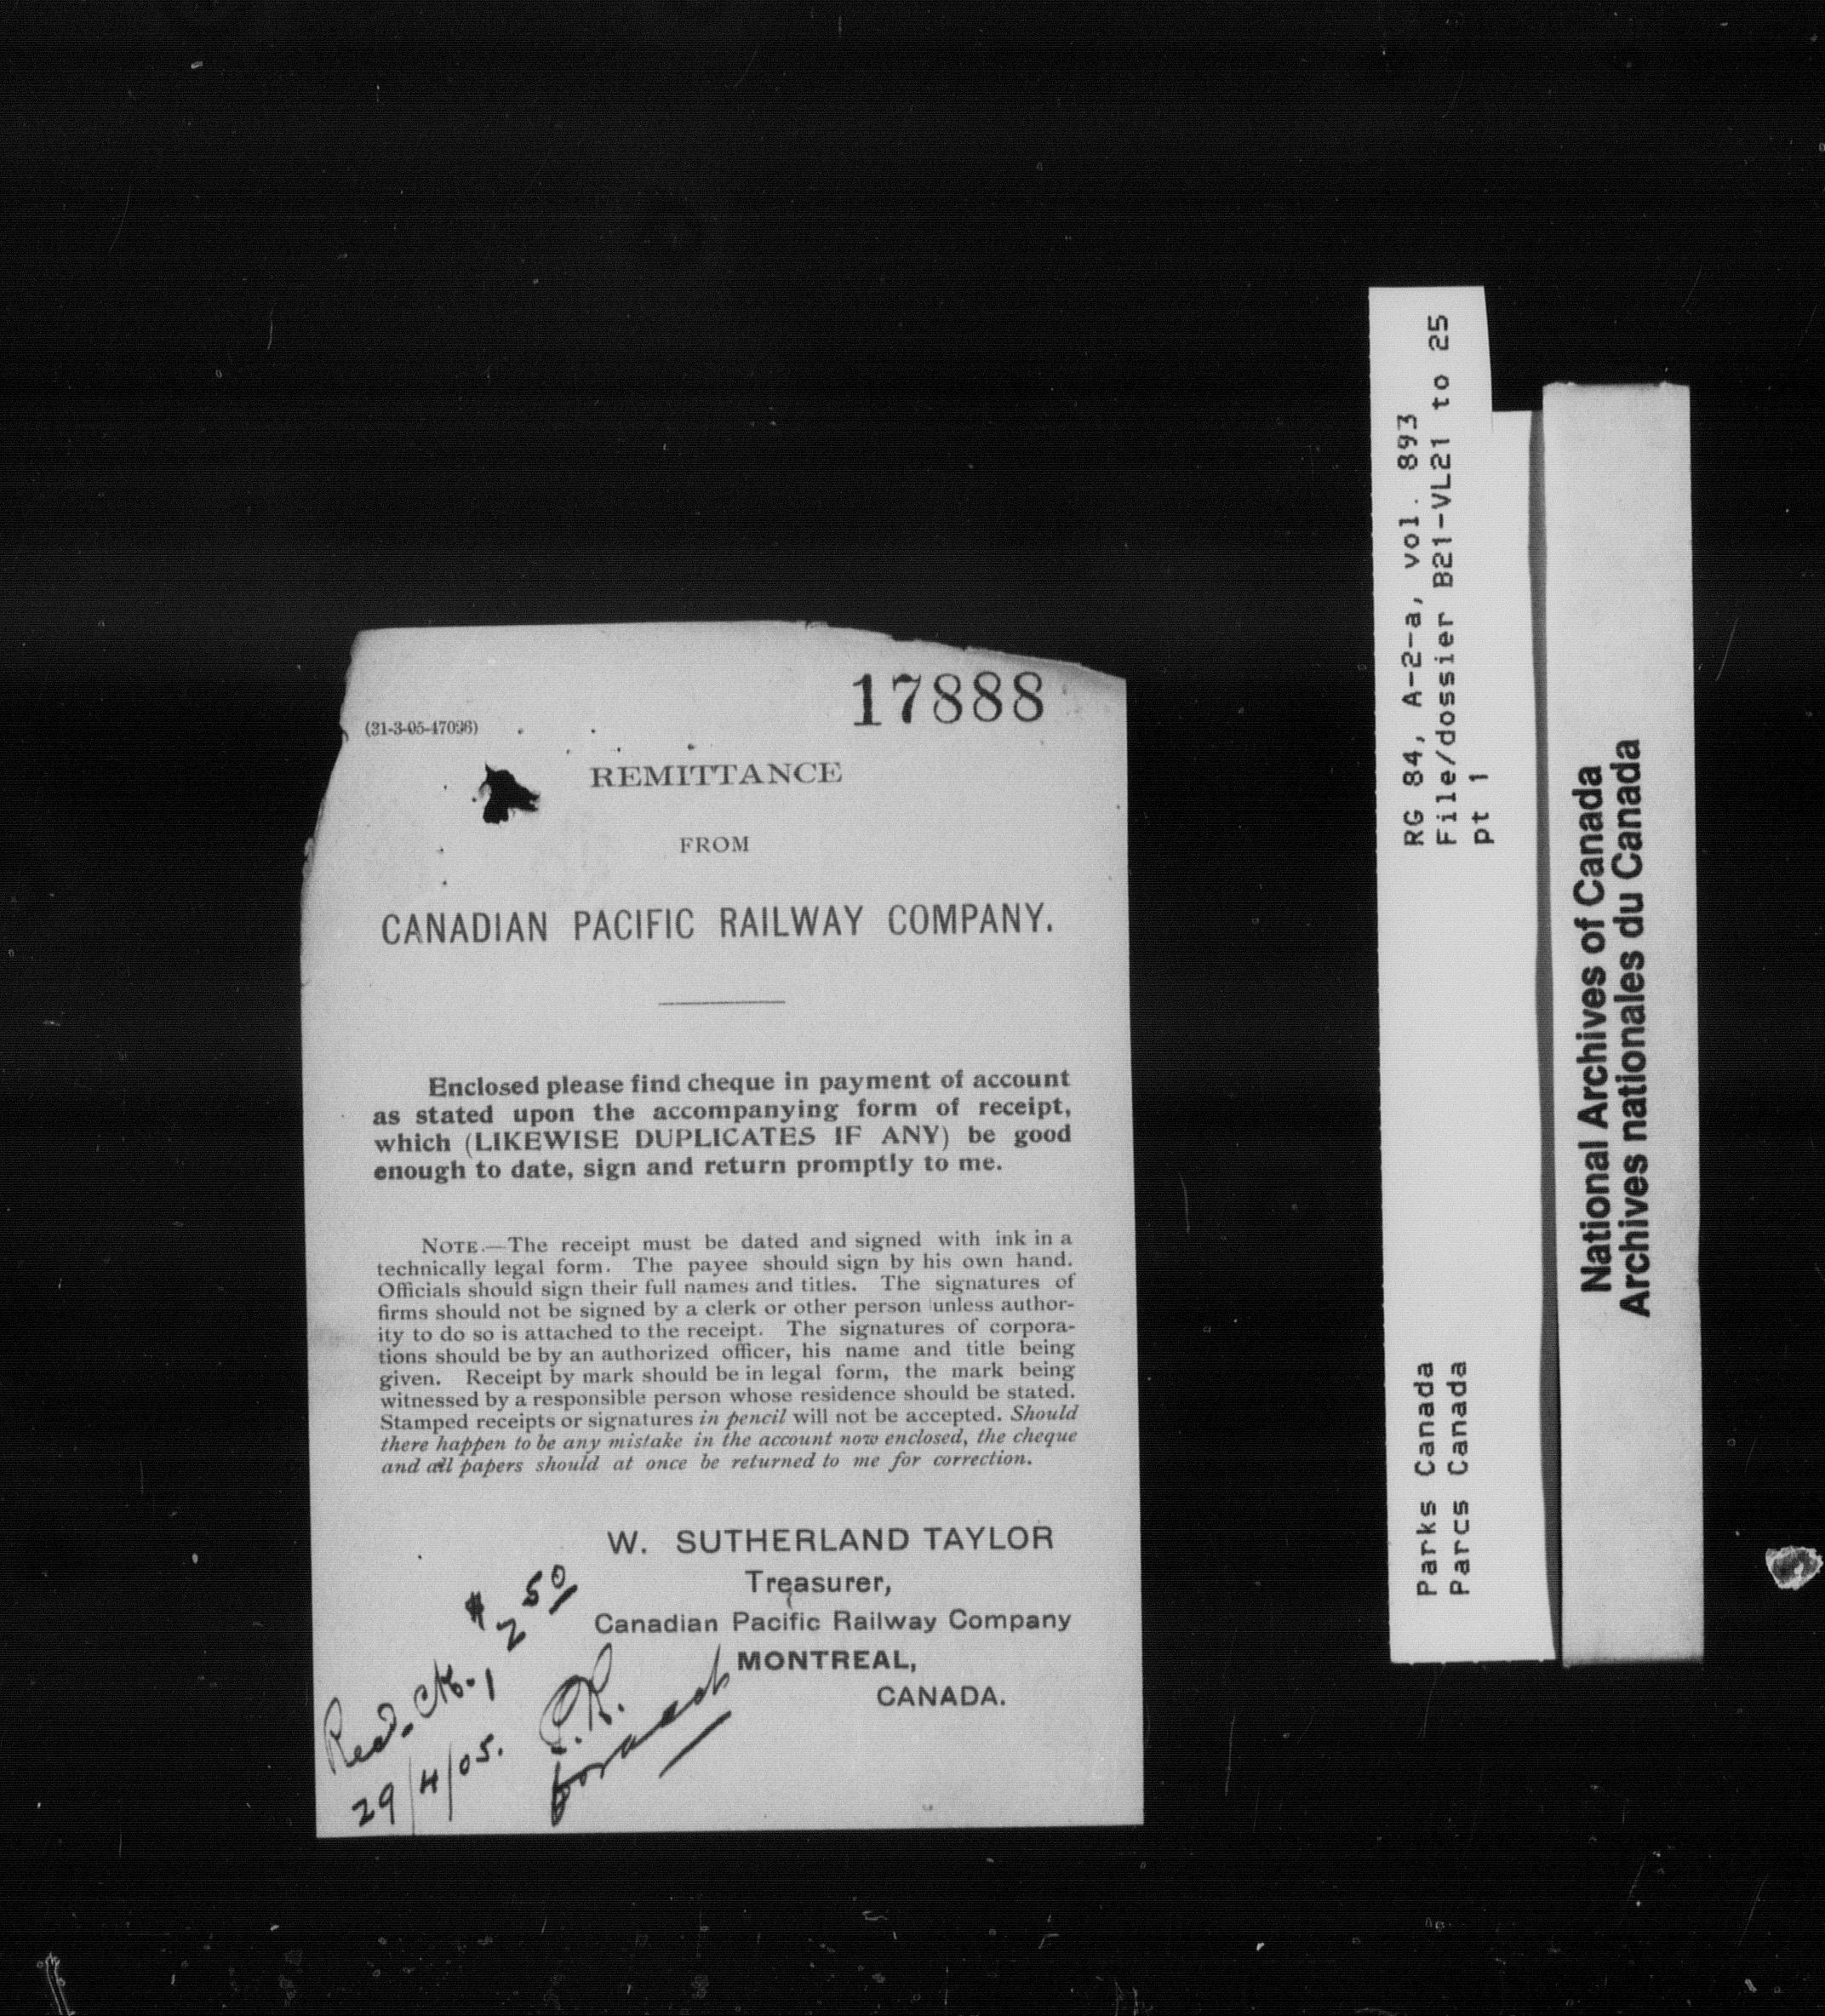 17888
(31-3-05-47096)
REMITTANCE
FROM
CANADIAN PACIFIC RAILWAY COMPANY.
Enclosed please find cheque in payment of account
as stated upon the accompanying form of receipt,
which (LIKEWISE DUPLICATES IF ANY) be good
enough to date, sign and return promptly to me.
NOTE.—The receipt must be dated and signed with ink in a
technically legal form. The payee should sign by his own hand.
Officials should sign their full names and titles. The signatures of
firms should not be signed by a clerk or other person unless author-
ity to do so is attached to the receipt. The signatures of corpora-
tions should be by an authorized officer, his name and title being
given. Receipt by mark should be in legal form, the mark being
witnessed by a responsible person whose residence should be stated.
Stamped receipts or signatures in pencil will not be accepted. Should
there happen to be any mistake in the account now enclosed, the cheque
and all papers should at once be returned to me for correction.
W. SUTHERLAND TAYLOR
Treasurer,
Canadian Pacific Railway Company
MONTREAL,
CANADA.
Recd. Ck., $2 50
29/4/05.
for acct
RG 84, A-2-a, vol. 893
File/dossier B21-VL21 to 25
pt 1
Parks Canada
Parcs Canada
National Archives of Canada
Archives nationales du Canada